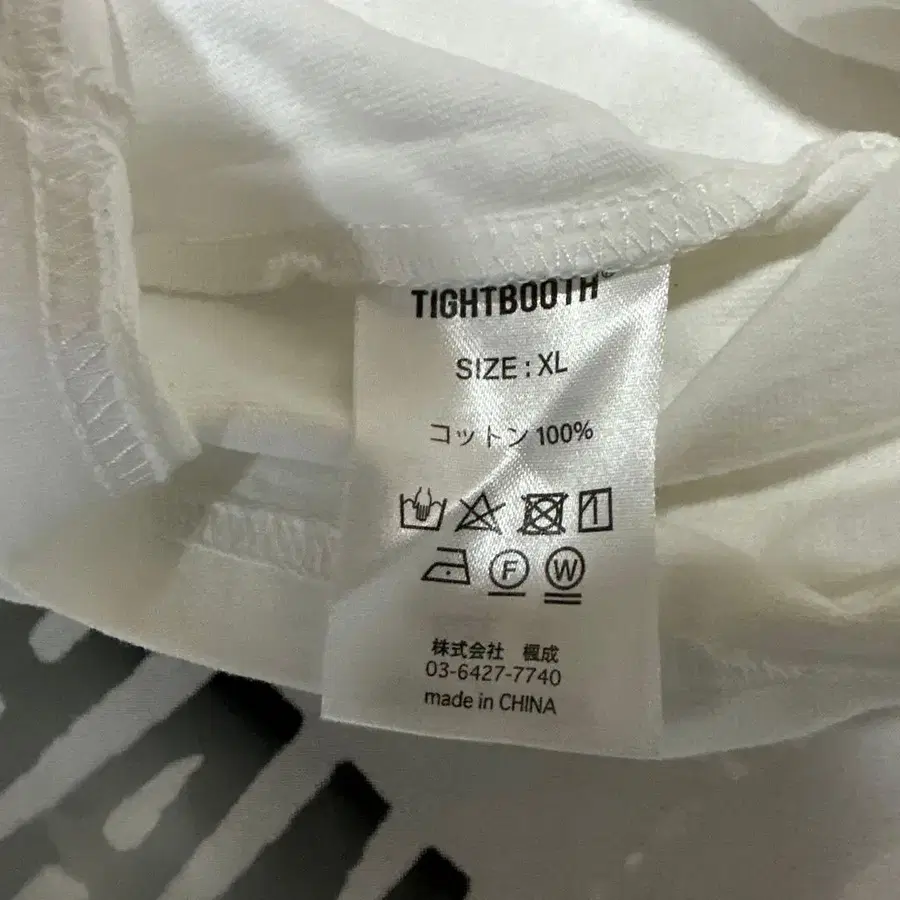 TIGHTBOOTH®
SIZE : XL
コットン 100%
F W
株式会社 楓成
03-6427-7740
made in CHINA